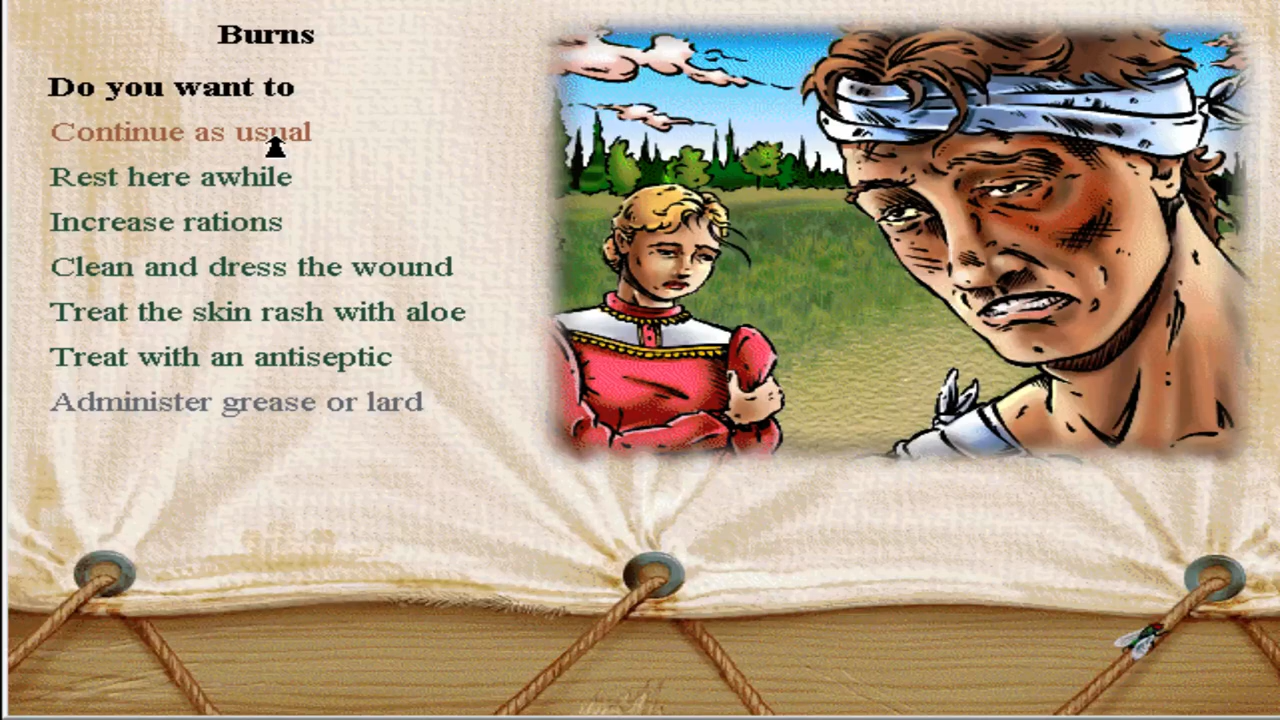 Burns
Do you want to
Continue as usual
Rest here awhile
Increase rations
Clean and dress the wound
Treat the skin rash with aloe
Treat with an antiseptic
Administer grease or lard